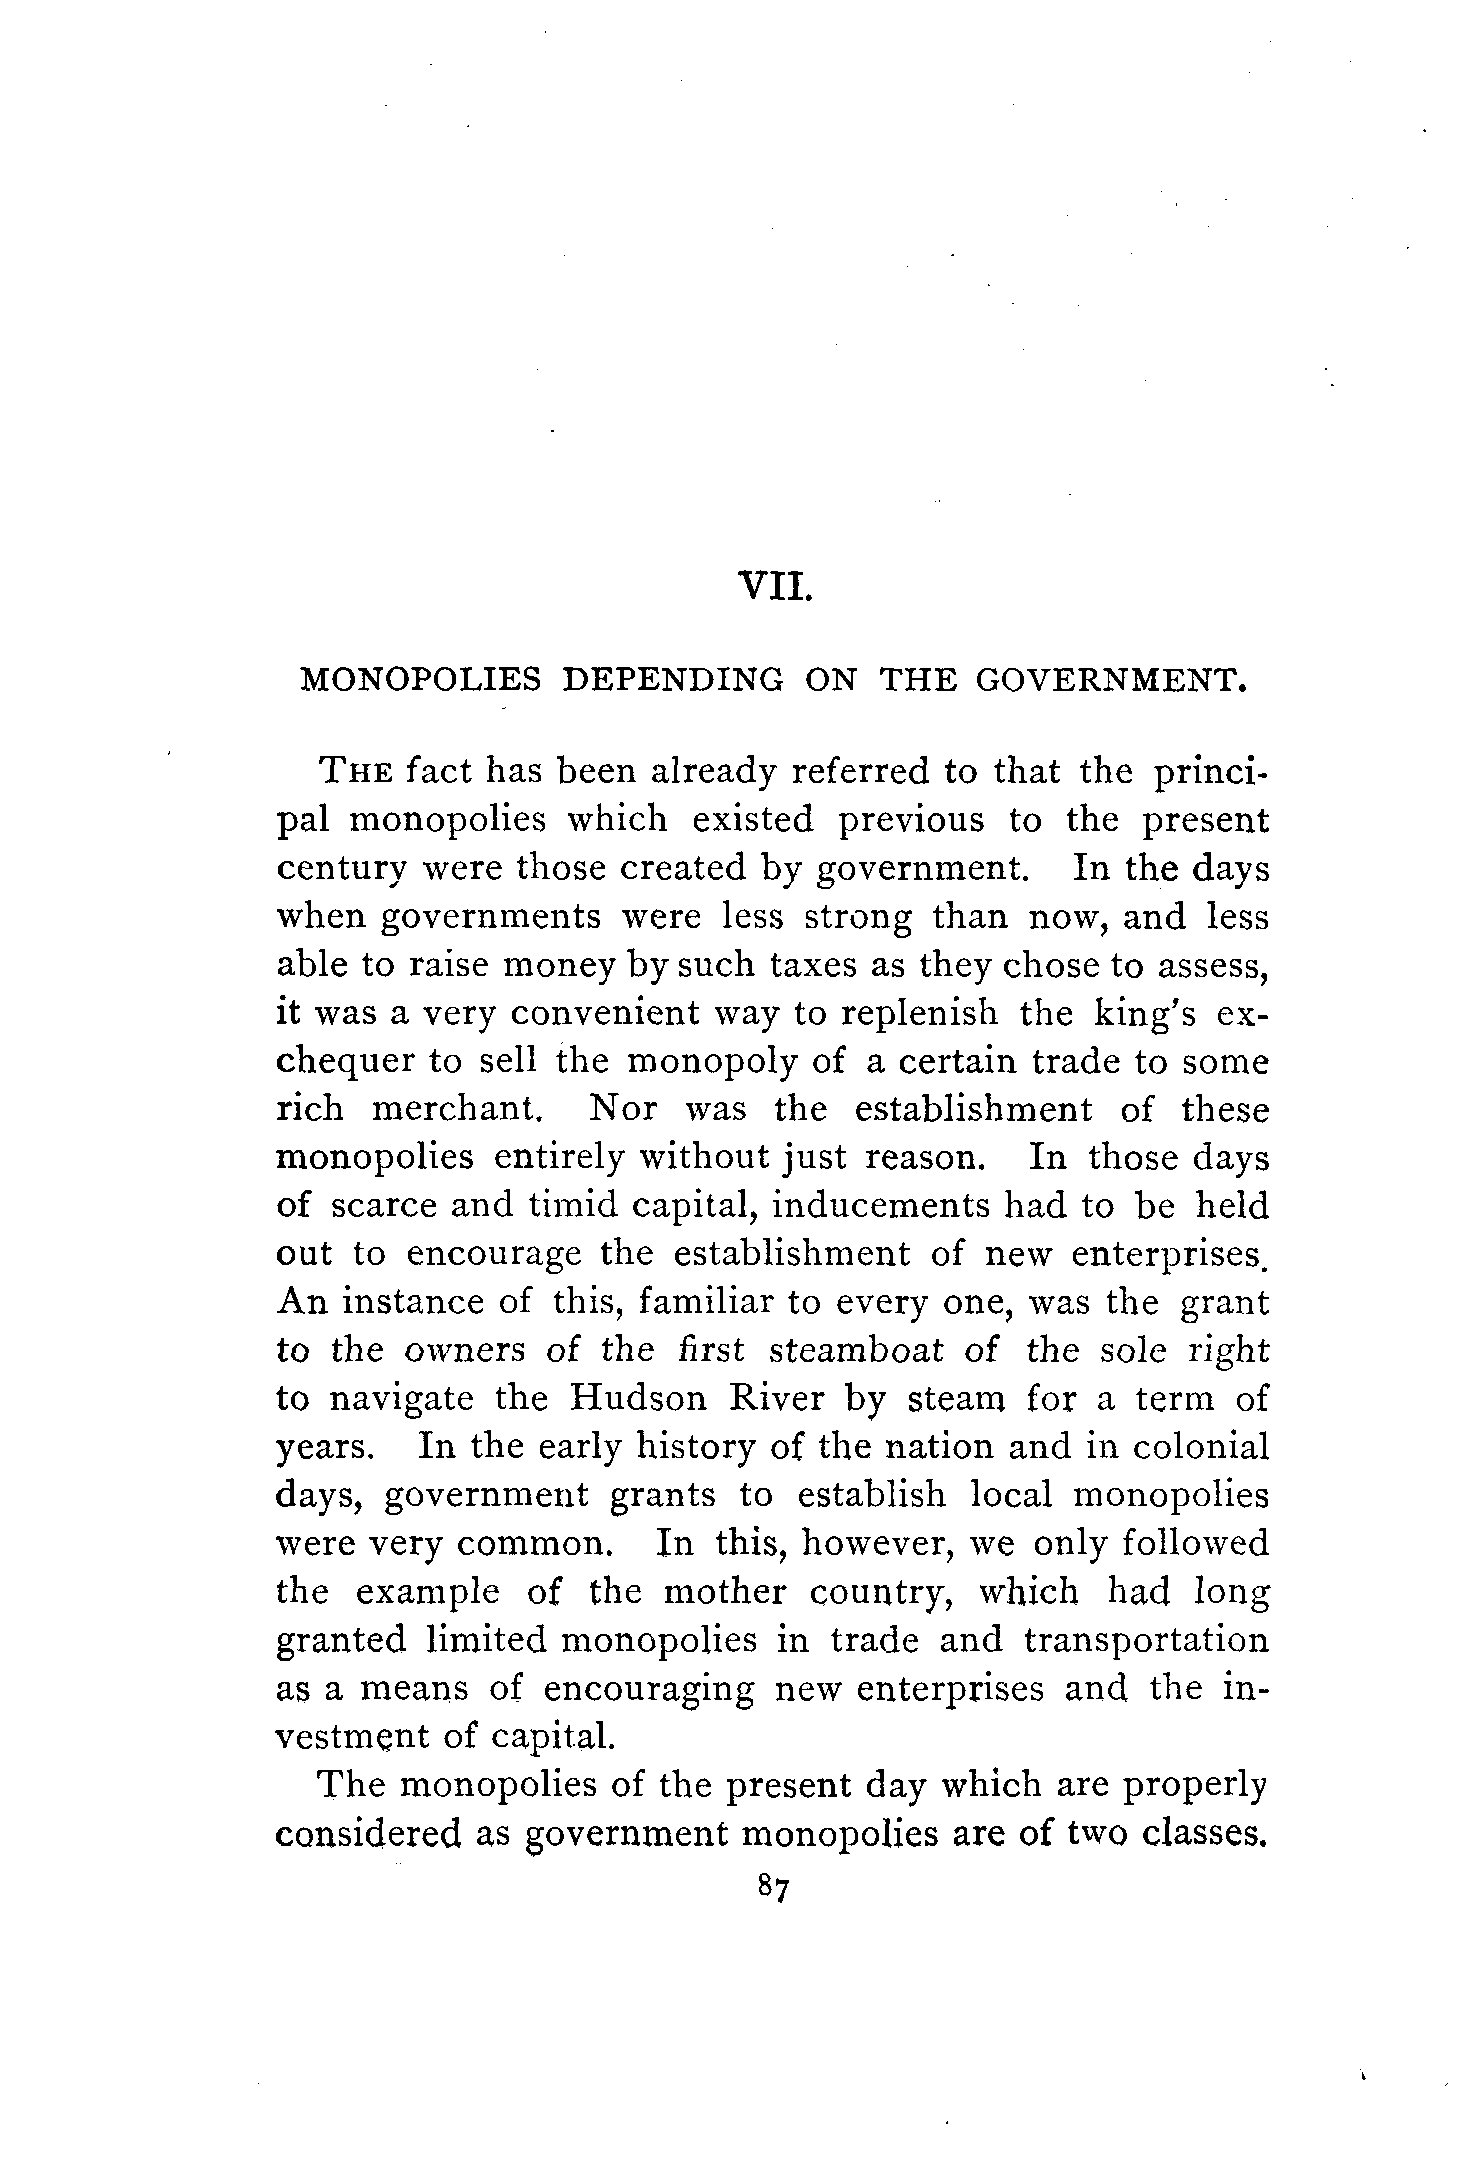 VII.
MONOPOLIES DEPENDING ON THE GOVERNMENT.
THE fact has been already referred to that the princi-
pal monopolies which existed previous to the present
century were those created by government. In the days
when governments were less strong than now, and less
able to raise money by such taxes as they chose to assess,
it was a very convenient way to replenish the king's ex-
chequer to sell the monopoly of a certain trade to some
rich merchant. Nor was the establishment of these
monopolies entirely without just reason. In those days
of scarce and timid capital, inducements had to be held
out to encourage the establishment of new enterprises.
An instance of this, familiar to every one, was the grant
to the owners of the first steamboat of the sole right
to navigate the Hudson River by steam for a term of
years. In the early history of the nation and in colonial
days, government grants to establish local monopolies
were very common. In this, however, we only followed
the example of the mother country, which had long
granted limited monopolies in trade and transportation
as a means of encouraging new enterprises and the in-
vestment of capital.
The monopolies of the present day which are properly
considered as government monopolies are of two classes.
87